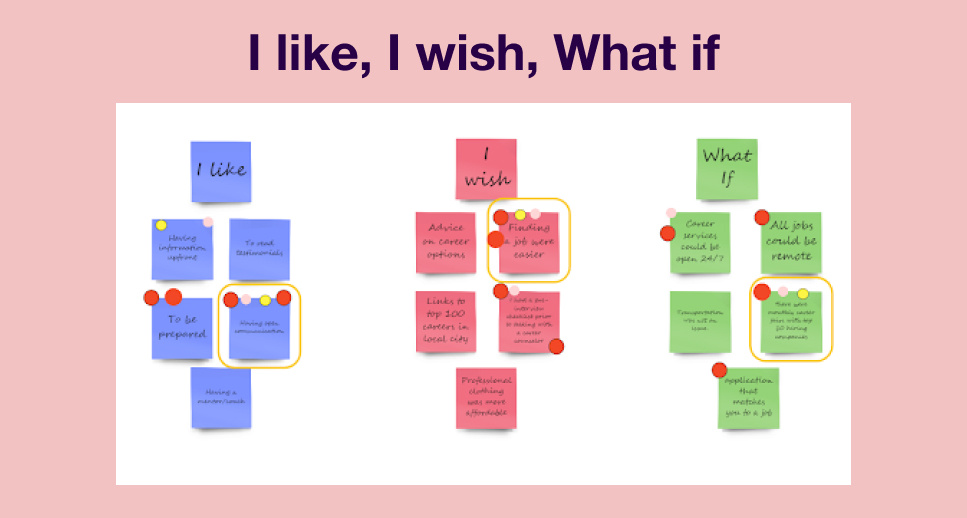 I like, I wish, What if
I like
Having
information
upfront
To read
testimonials
To be
prepared
Having open
communication
Having a
mentor/coach
I
wish
Advice
on career
options
Finding
a job were
easier
Links to
top 100
careers in
local city
I had a pre-
interview
checklist prior
to meeting with
a career
counselor
Professional
clothing
was more
affordable
What
If
Career
services
could be
open 24/7
All jobs
could be
remote
Transportation
was not an
issue
There were
monthly career
fairs with top
hiring
companies
application
that
matches
you to a job